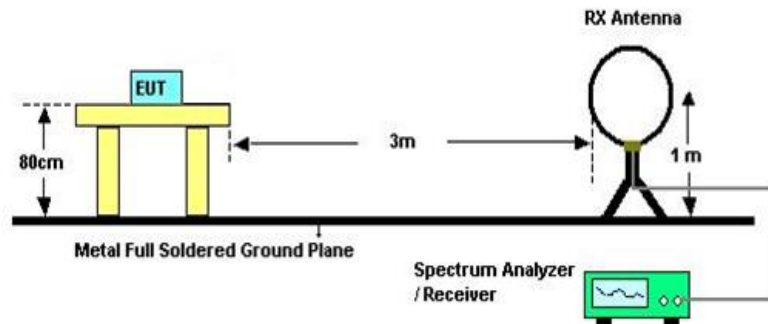 RX Antenna
EUT
3m
80cm
1 m
Metal Full Soldered Ground Plane
Spectrum Analyzer
/ Receiver